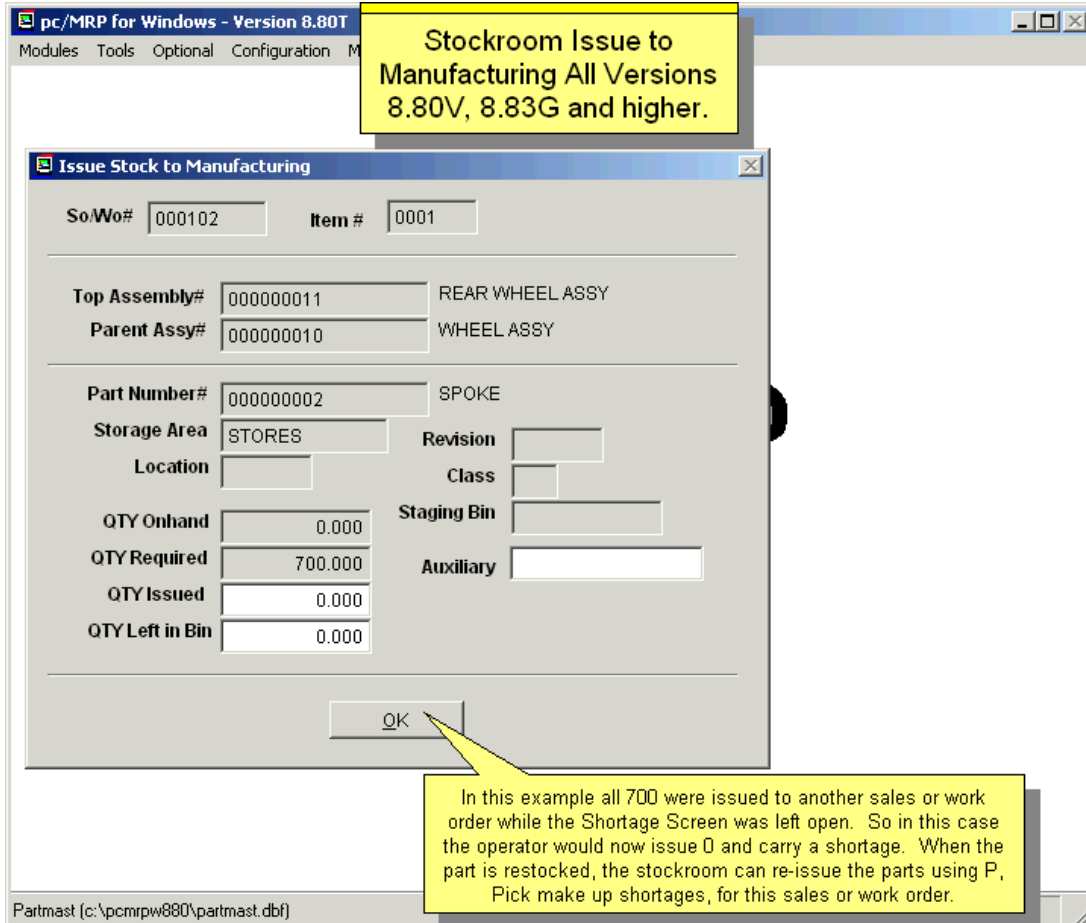 pc/MRP for Windows - Version 8.80T
Modules Tools Optional Configuration M
Stockroom Issue to
Manufacturing All Versions
8.80V, 8.83G and higher.
Issue Stock to Manufacturing
So/Wo# 000102 Item # 0001
Top Assembly# 000000011 REAR WHEEL ASSY
Parent Assy# 000000010 WHEEL ASSY
Part Number# 000000002 SPOKE
Storage Area STORES Revision
Location Class
QTY Onhand 0.000 Staging Bin
QTY Required 700.000 Auxiliary
QTY Issued 0.000
QTY Left in Bin 0.000
OK
In this example all 700 were issued to another sales or work
order while the Shortage Screen was left open. So in this case
the operator would now issue 0 and carry a shortage. When the
part is restocked, the stockroom can re-issue the parts using P,
Pick make up shortages, for this sales or work order.
Partmast (c:\pcmrpw880\partmast.dbf)